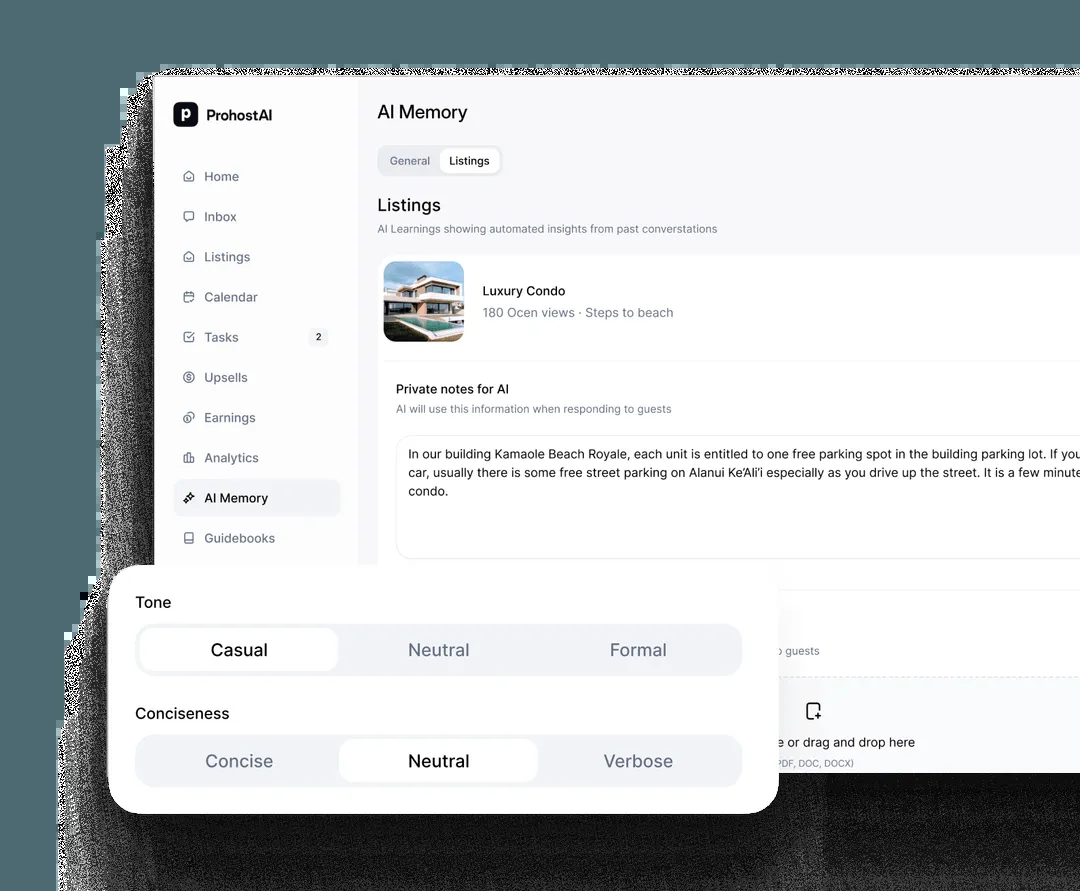 ProhostAI
Home
Inbox
Listings
Calendar
Tasks
2
Upsells
Earnings
Analytics
AI Memory
Guidebooks
AI Memory
General
Listings
Listings
AI Learnings showing automated insights from past converstations
Luxury Condo
180 Ocen views · Steps to beach
Private notes for AI
AI will use this information when responding to guests
In our building Kamaole Beach Royale, each unit is entitled to one free parking spot in the building parking lot. If you
car, usually there is some free street parking on Alanui Ke'Ali'i especially as you drive up the street. It is a few minute
condo.
guests
or drag and drop here
PDF, DOC, DOCX)
Tone
Casual
Neutral
Formal
Conciseness
Concise
Neutral
Verbose